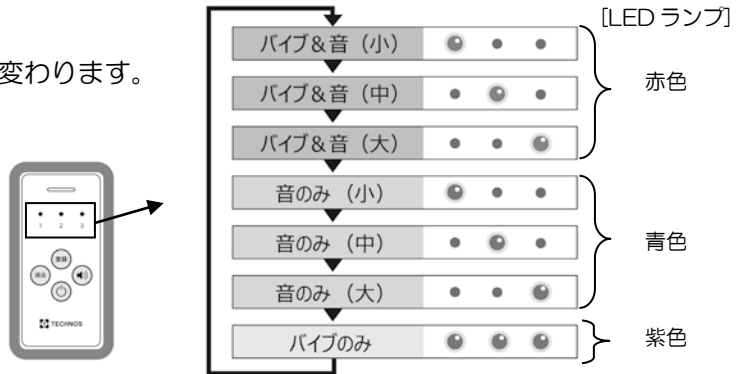 [LED ランプ]
変わります。
バイブ&音（小）
バイブ&音（中）
バイブ&音（大）
赤色
音のみ（小）
音のみ（中）
音のみ（大）
青色
バイブのみ
紫色
1 2 3
登録
消去
TECHNOS